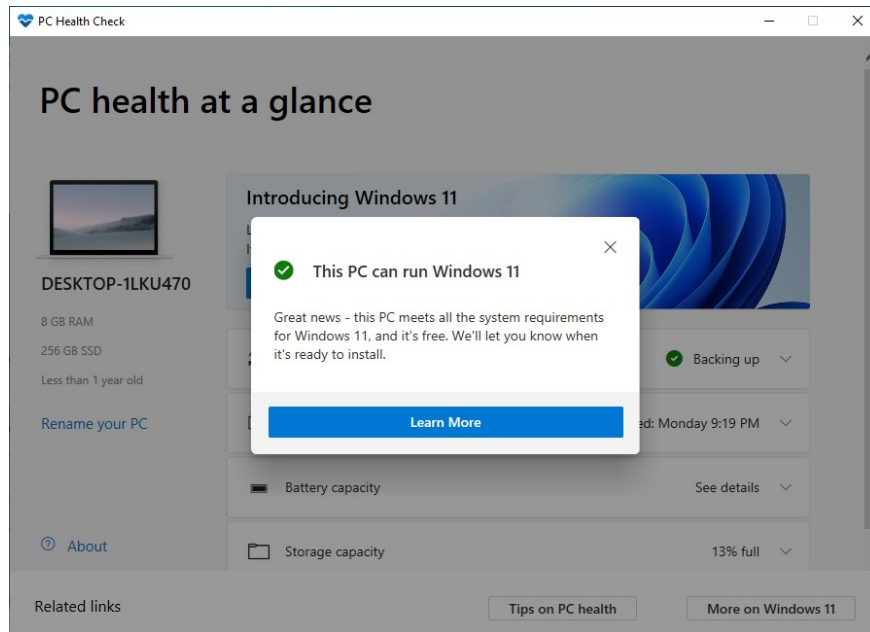 PC Health Check
PC health at a glance
Introducing Windows 11
This PC can run Windows 11
Great news - this PC meets all the system requirements
for Windows 11, and it's free. We'll let you know when
it's ready to install.
Learn More
DESKTOP-1LKU470
8 GB RAM
256 GB SSD
Less than 1 year old
Rename your PC
Backing up
Monday 9:19 PM
Battery capacity
See details
Storage capacity
13% full
About
Related links
Tips on PC health
More on Windows 11